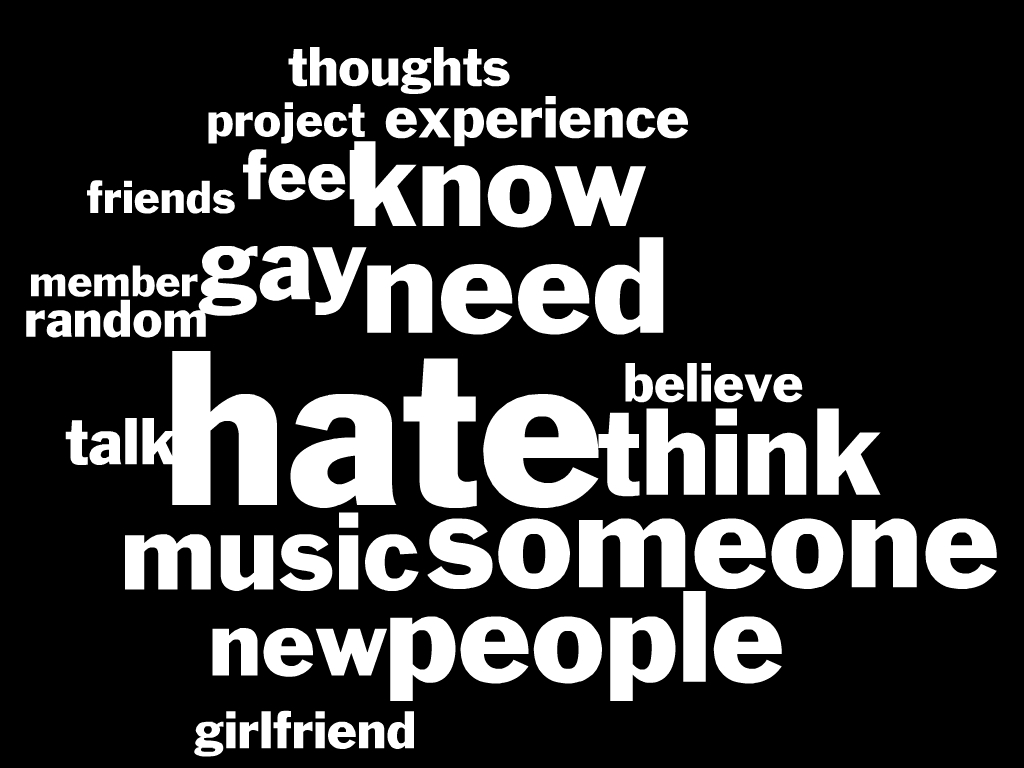 thoughts
project experience
feel know
friends
gay need
member
random
hate
believe
talk think
music someone
new people
girlfriend